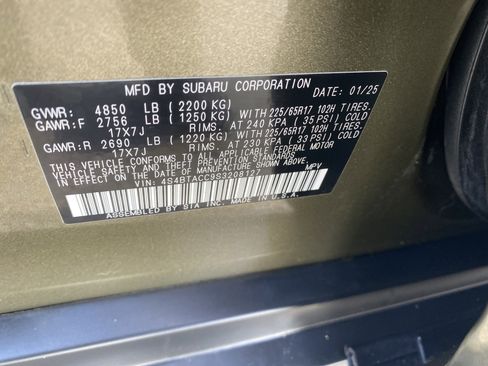 MFD BY SUBARU CORPORATION DATE: 01/25
GVWR: 4850 LB (2200 KG)
GAWR:F 2756 LB (1250 KG) WITH 225/65R17 102H TIRES,
17X7J RIMS, AT 240 KPA (35 PSI) COLD
GAWR:R 2690 LB (1220 KG) WITH 225/65R17 102H TIRES,
17X7J RIMS, AT 230 KPA (33 PSI) COLD
THIS VEHICLE CONFORMS TO ALL APPLICABLE FEDERAL MOTOR
VEHICLE SAFETY AND THEFT PREVENTION STANDARDS
IN EFFECT ON THE DATE OF MANUFACTURE SHOWN ABOVE.
VIN: 4S4BTACC9S3208127 MPV
ASSEMBLED BY SIA INC. IN U.S.A.